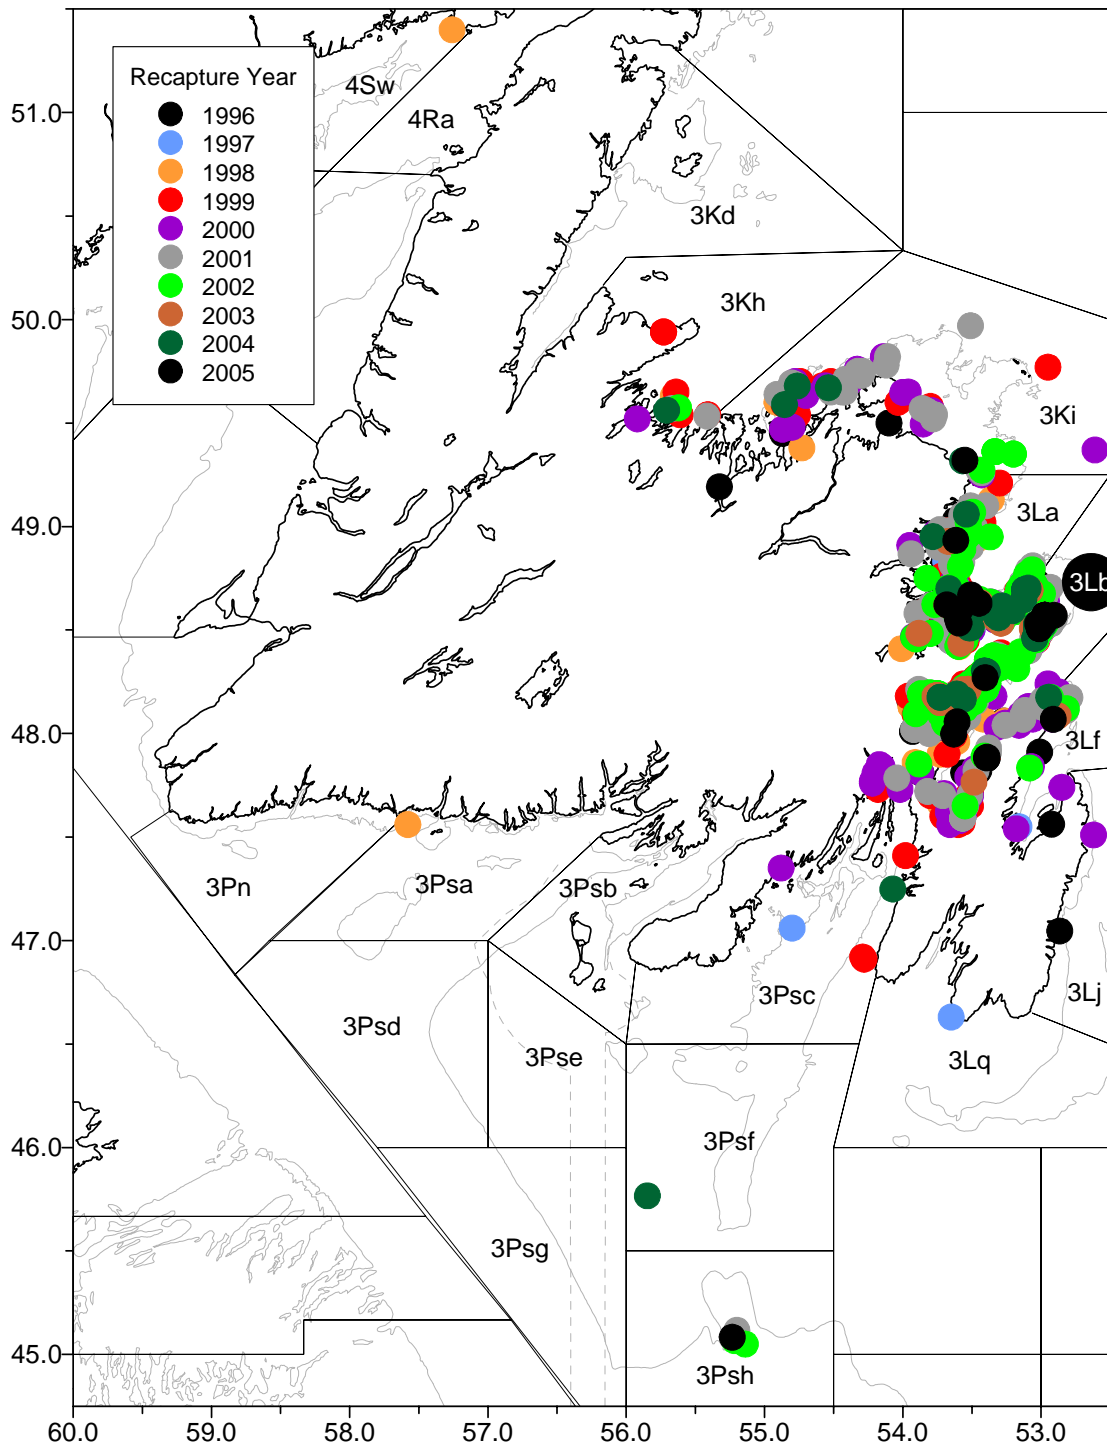 Recapture Year
1996
1997
1998
1999
2000
2001
2002
2003
2004
2005
4Sw
4Ra
3Kd
3Kh
3Ki
3La
3Lb
3Lf
3Pn
3Psa
3Psb
3Psc
3Lj
3Psd
3Pse
3Lq
3Psf
3Psg
3Psh
51.0
50.0
49.0
48.0
47.0
46.0
45.0
60.0 59.0 58.0 57.0 56.0 55.0 54.0 53.0